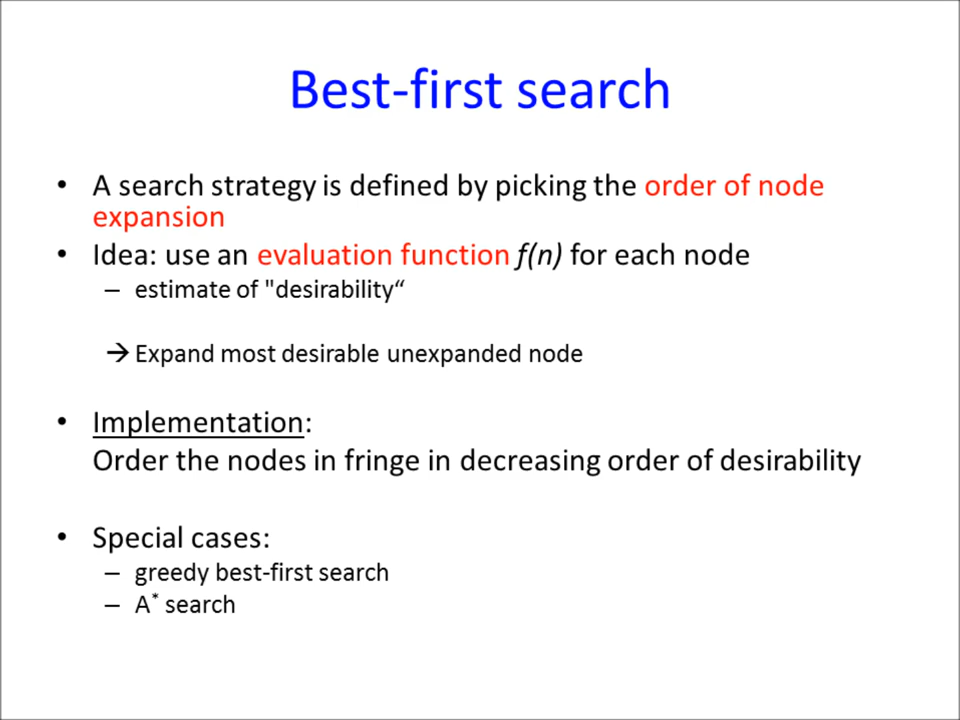 Best-first search
• A search strategy is defined by picking the order of node
expansion
• Idea: use an evaluation function f(n) for each node
– estimate of "desirability“
→ Expand most desirable unexpanded node
• Implementation:
Order the nodes in fringe in decreasing order of desirability
• Special cases:
– greedy best-first search
– A* search